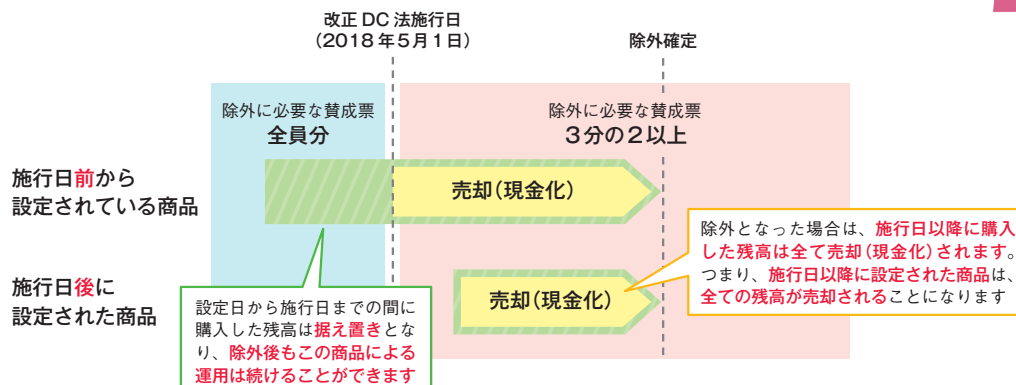 改正DC法施行日
(2018年5月1日)
除外確定
除外に必要な賛成票
全員分
除外に必要な賛成票
3分の2以上
施行日前から
設定されている商品
売却(現金化)
除外となった場合は、施行日以降に購入
した残高は全て売却(現金化)されます。
つまり、施行日以降に設定された商品は、
全ての残高が売却されることになります
施行日後に
設定された商品
売却(現金化)
設定日から施行日までの間に
購入した残高は据え置きとな
り、除外後もこの商品による
運用は続けることができます